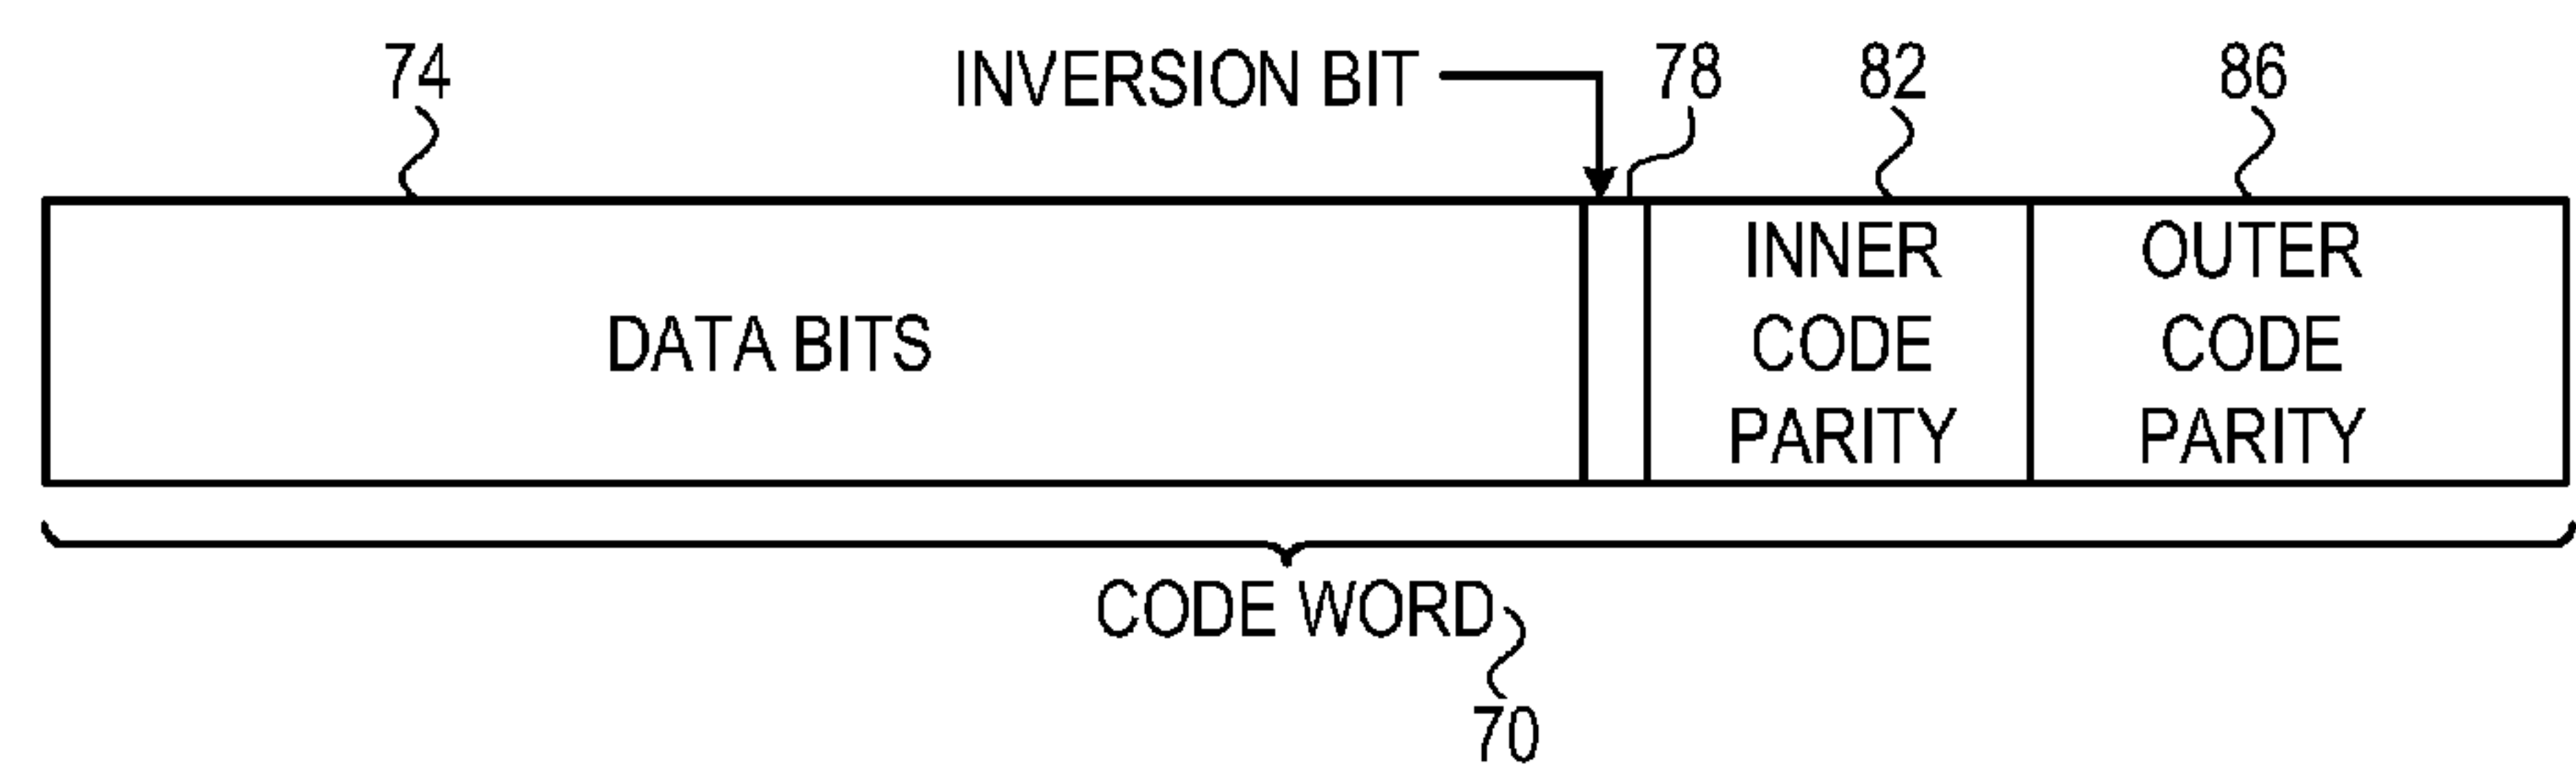 74
INVERSION BIT
78
82
86
DATA BITS
INNER
CODE
PARITY
OUTER
CODE
PARITY
CODE WORD
70